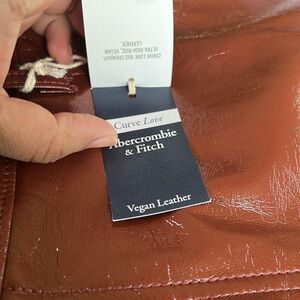 CURVE LOVE 90S STRAIGHT,
ULTRA HIGH RISE, VEGAN
LEATHER,
Curve Love
Abercrombie
& Fitch
Vegan Leather